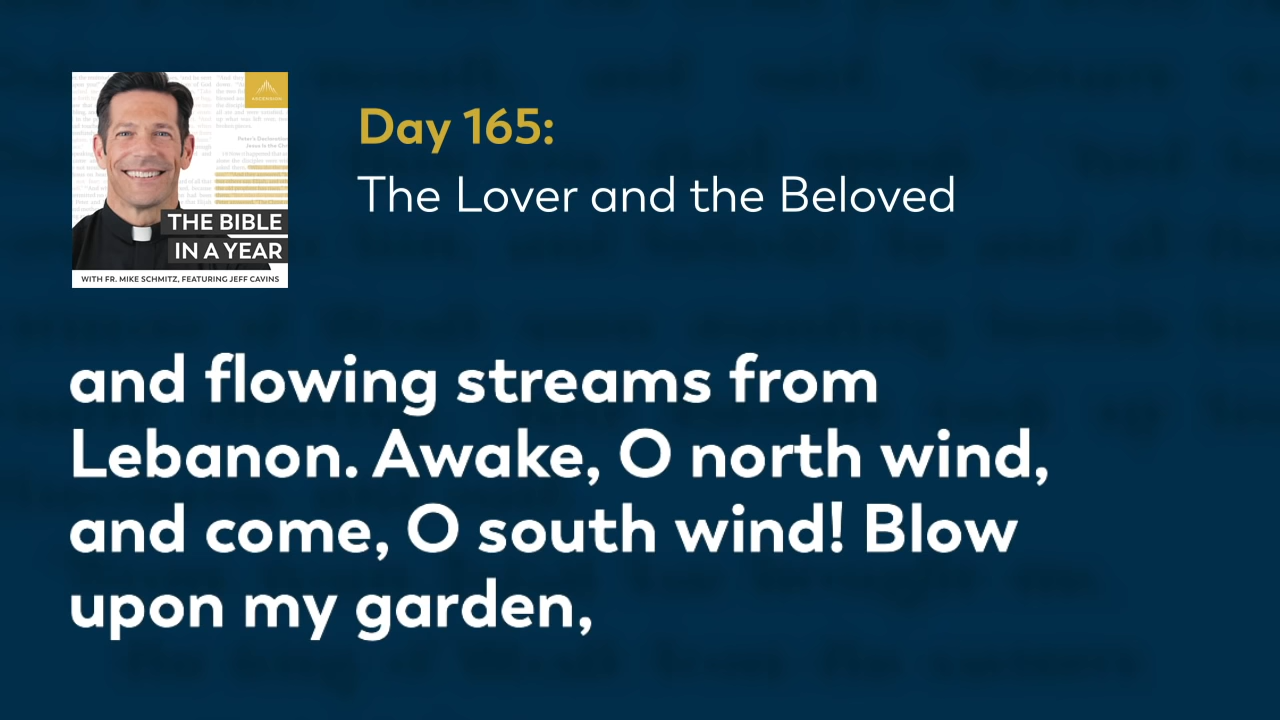 Day 165:
The Lover and the Beloved
THE BIBLE
IN A YEAR
WITH FR. MIKE SCHMITZ, FEATURING JEFF CAVINS
and flowing streams from
Lebanon. Awake, O north wind,
and come, O south wind! Blow
upon my garden,